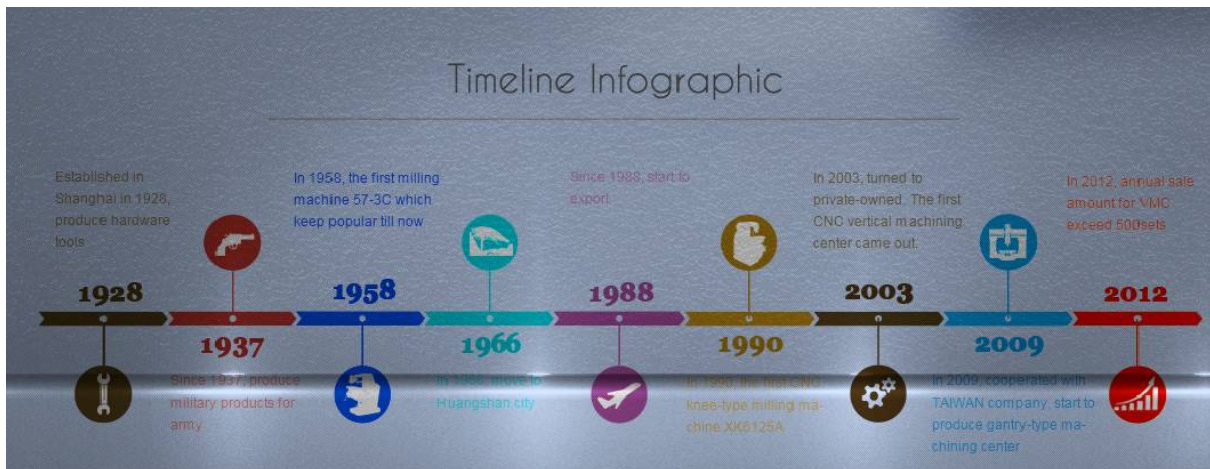 Timeline Infographic
Established in
Shanghai in 1928,
produce hardware
tools
In 1958, the first milling
machine 57-3C which
keep popular till now
Since 1988, start to
export
In 2003, turned to
private-owned. The first
CNC vertical machining
center came out.
In 2012, annual sale
amount for VMC
exceed 500sets
1928
1937
1958
1966
1988
1990
2003
2009
2012
Since 1937, produce
military products for
army
In 1966, move to
Huangshan city
In 1990, the first CNC
knee-type milling ma-
chine XK6125A
In 2009, cooperated with
TAIWAN company, start to
produce gantry-type ma-
chining center